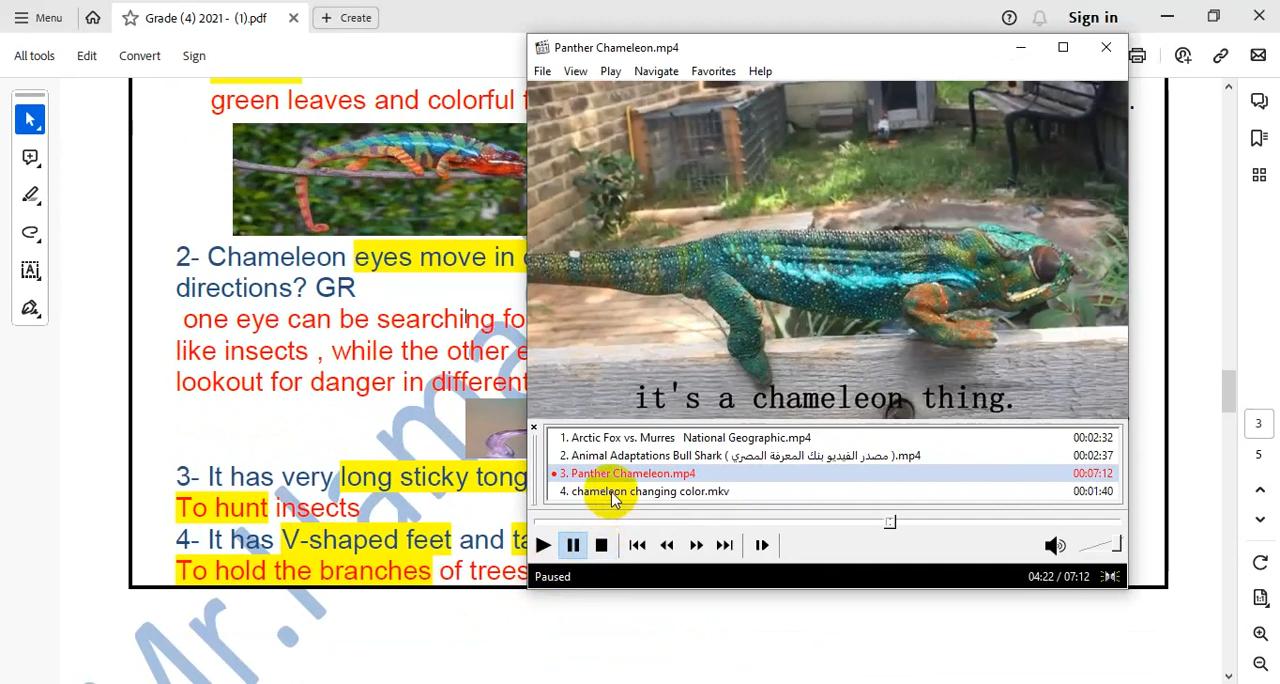 Menu
Grade (4) 2021 - (1).pdf
Create
Sign in
All tools
Edit
Convert
Sign
green leaves and colorful
2- Chameleon eyes move in
directions? GR
one eye can be searching fo
like insects , while the other e
lookout for danger in different
3- It has very long sticky tong
To hunt insects
4- It has V-shaped feet and ta
To hold the branches of trees
Mr.Hama
3
5
Panther Chameleon.mp4
File
View
Play
Navigate
Favorites
Help
it's a chameleon thing.
1. Arctic Fox vs. Murres National Geographic.mp4 00:02:32
2. Animal Adaptations Bull Shark ( مصدر الفيديو بنك المعرفة المصري ).mp4 00:02:37
3. Panther Chameleon.mp4 00:07:12
4. chameleon changing color.mkv 00:01:40
Paused
04:22 / 07:12